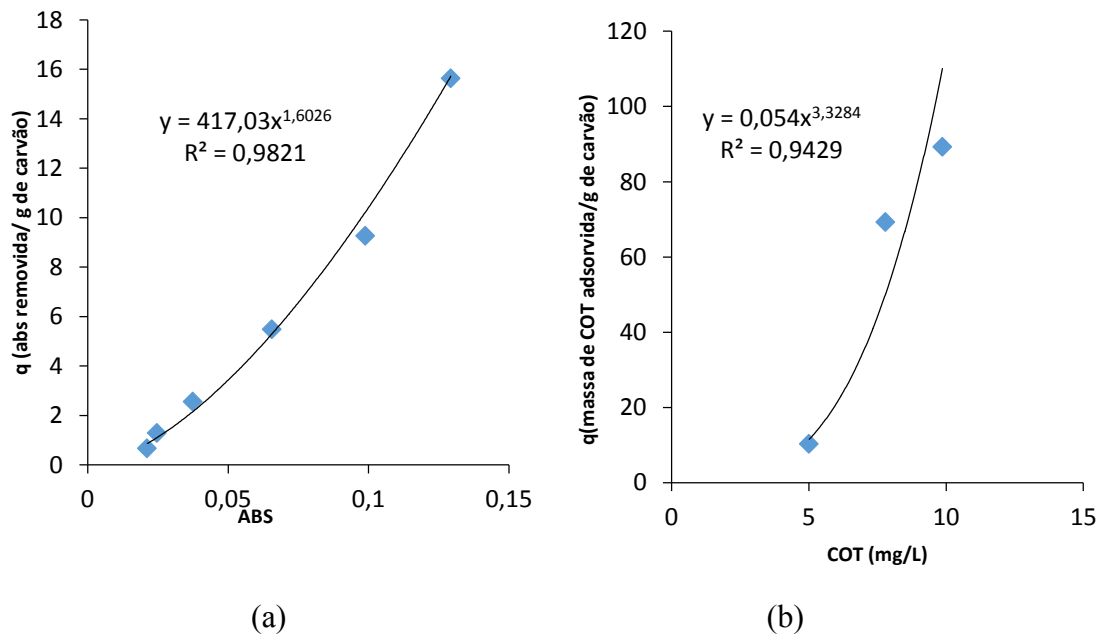 q (abs removida/ g de carvão)
18
16
14
12
10
8
6
4
2
0
y = 417,03x^1,6026
R² = 0,9821
0
0,05
0,1
0,15
ABS
(a)
q(massa de COT adsorvida/g de carvão)
120
100
80
60
40
20
0
y = 0,054x^3,3284
R² = 0,9429
0
5
10
15
COT (mg/L)
(b)